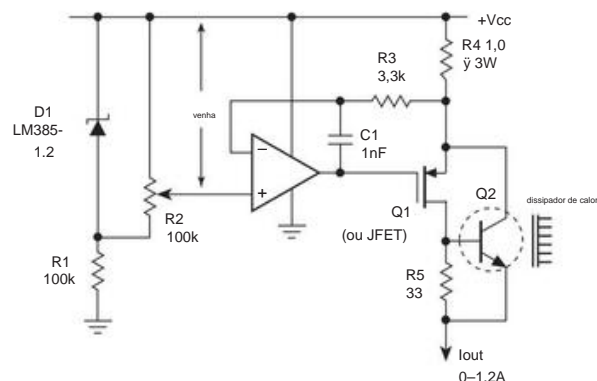 +Vcc
R4 1,0
ÿ 3W
R3
3,3k
D1
LM385-
1.2
venha
C1
1nF
−
+
R2
100k
Q1
(ou JFET)
Q2
dissipador de calor
R1
100k
R5
33
Iout
0–1.2A